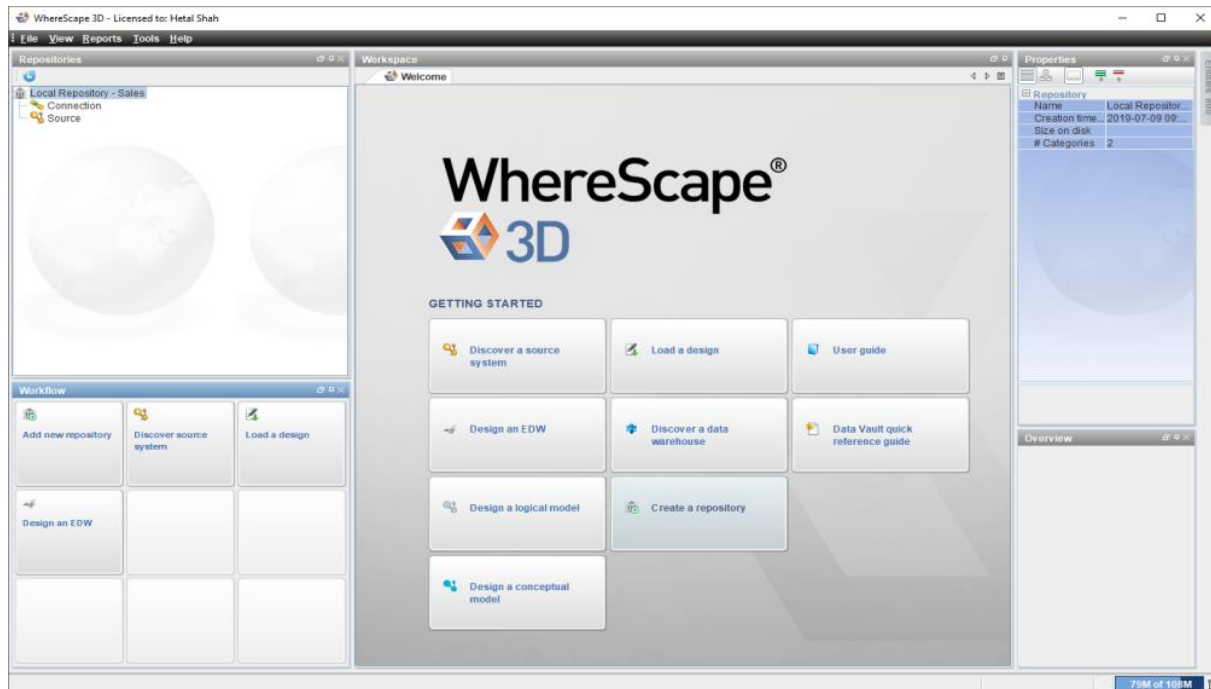 WhereScape 3D - Licensed to: Hetal Shah
File View Reports Tools Help
Repositories
Local Repository - Sales
Connection
Source
Workflow
Add new repository
Discover source
system
Load a design
Design an EDW
Workspace
Welcome
WhereScape®
3D
GETTING STARTED
Discover a source
system
Load a design
User guide
Design an EDW
Discover a data
warehouse
Data Vault quick
reference guide
Design a logical model
Create a repository
Design a conceptual
model
Properties
Repository
Name Local Repositor...
Creation time... 2019-07-09 09:...
Size on disk
# Categories 2
Overview
79M of 108M